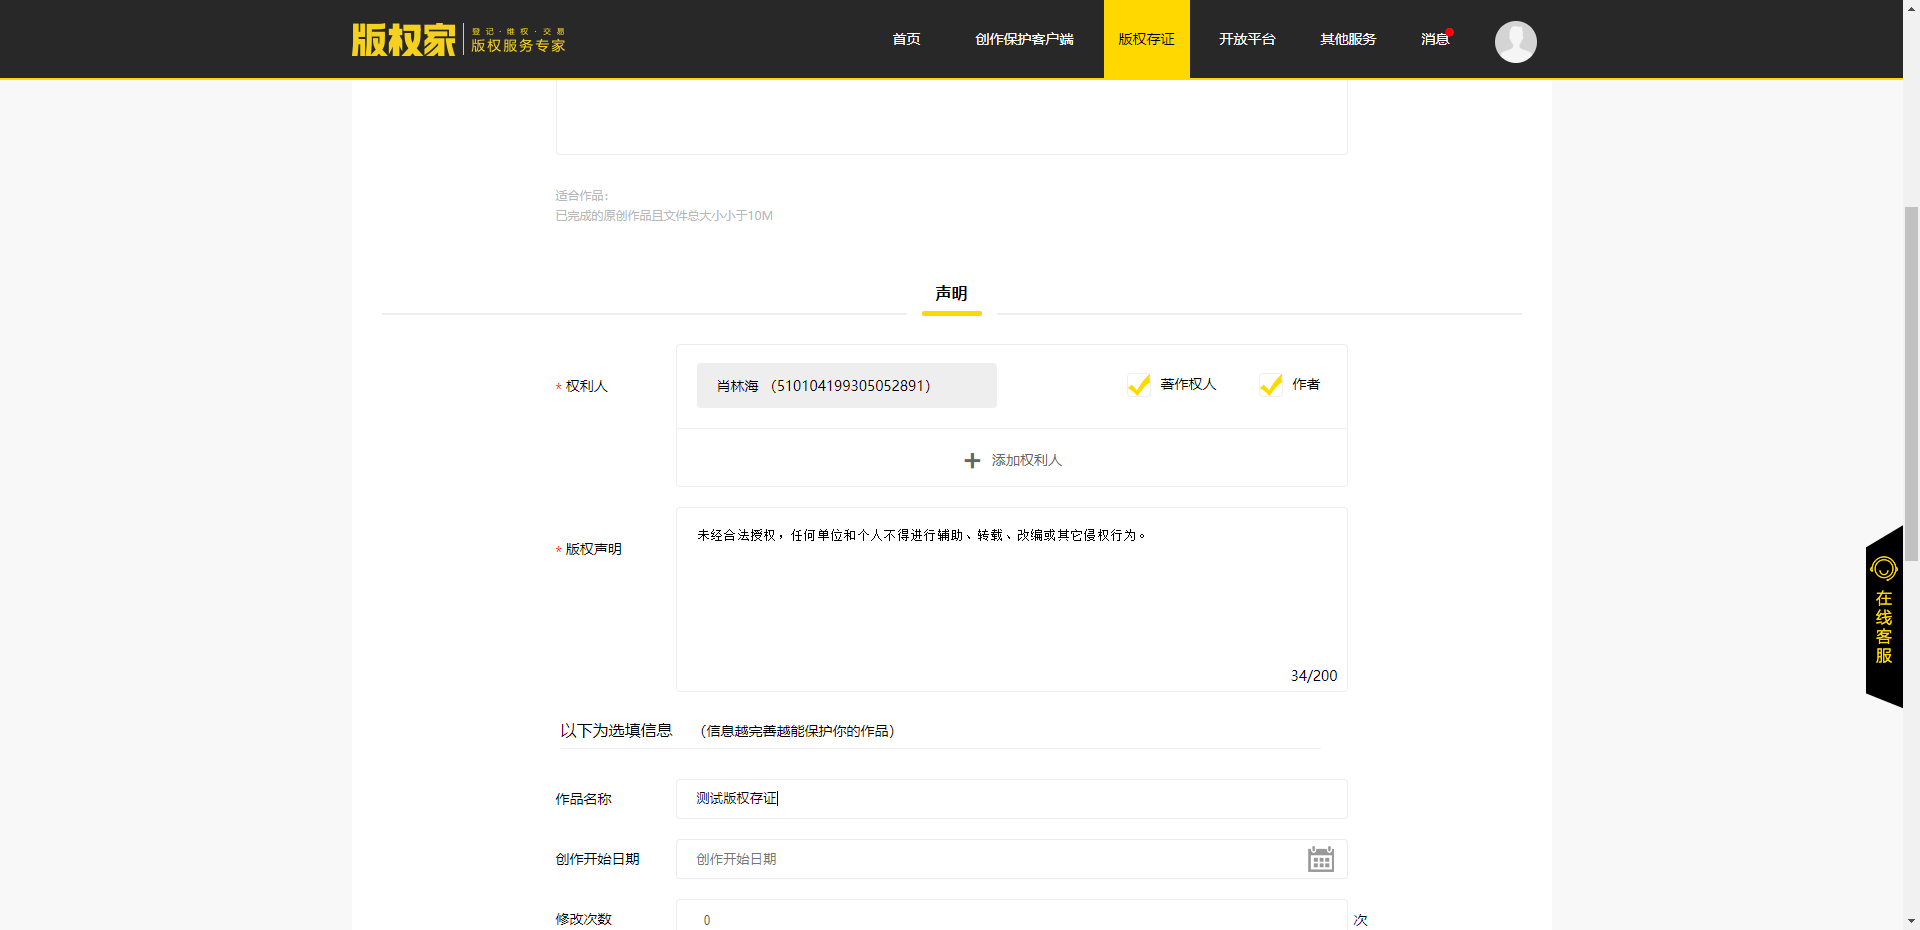 版权家
登记·维权·交易
版权服务专家
首页
创作保护客户端
版权存证
开放平台
其他服务
消息
适合作品:
已完成的原创作品且文件总大小小于10M
声明
* 权利人
肖林海 （510104199305052891）
著作权人
作者
添加权利人
* 版权声明
未经合法授权，任何单位和个人不得进行辅助、转载、改编或其它侵权行为。
34/200
以下为选填信息 （信息越完善越能保护你的作品）
作品名称
测试版权存证
创作开始日期
创作开始日期
修改次数
0
次
在线客服